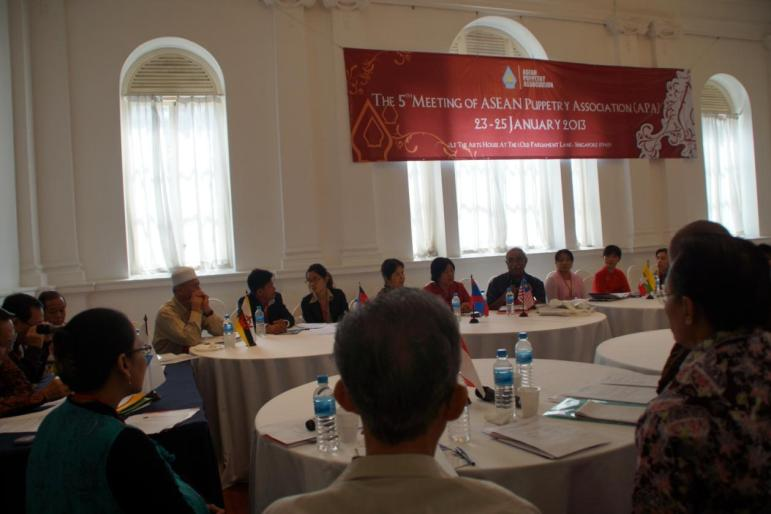 ASEAN
PUPPETRY
ASSOCIATION
THE 5TH MEETING OF ASEAN PUPPETRY ASSOCIATION (APA)
23-25 JANUARY 2013
AT THE ARTS HOUSE AT THE 1 OLD PARLIAMENT LANE - SINGAPORE